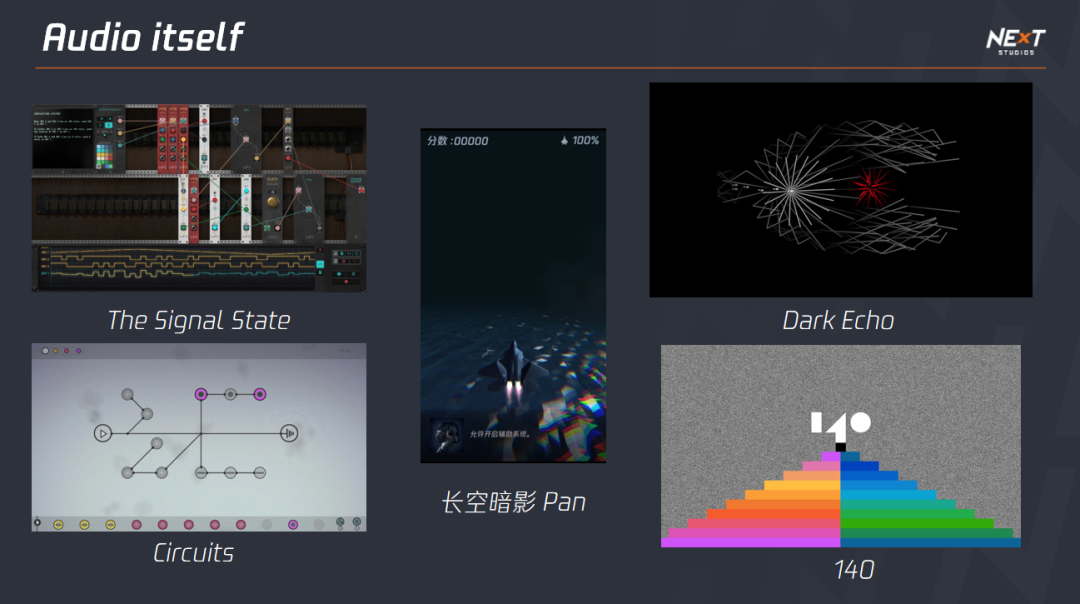 Audio itself
NEXT
STUDIOS
The Signal State
Circuits
分数 :00000
100%
允许开启辅助系统。
长空暗影 Pan
Dark Echo
140
140